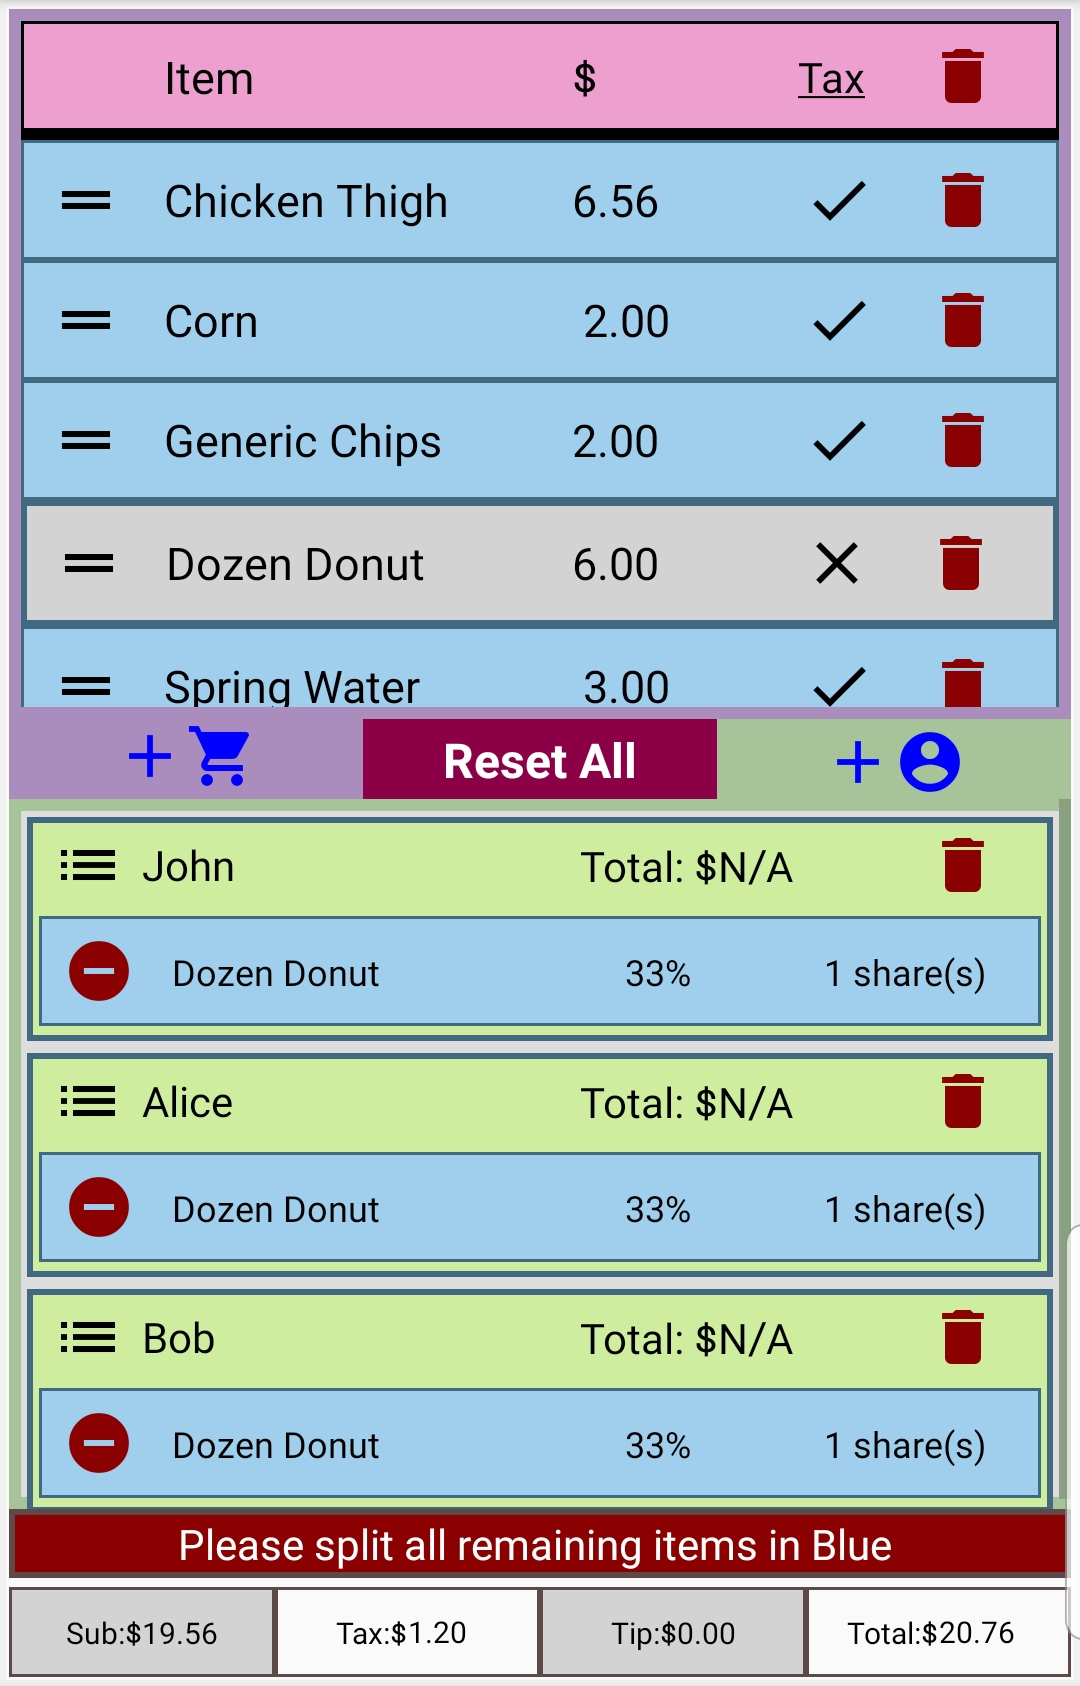 Item $ Tax
Chicken Thigh 6.56
Corn 2.00
Generic Chips 2.00
Dozen Donut 6.00
Spring Water 3.00
Reset All
John Total: $N/A
Dozen Donut 33% 1 share(s)
Alice Total: $N/A
Dozen Donut 33% 1 share(s)
Bob Total: $N/A
Dozen Donut 33% 1 share(s)
Please split all remaining items in Blue
Sub:$19.56 Tax:$1.20 Tip:$0.00 Total:$20.76